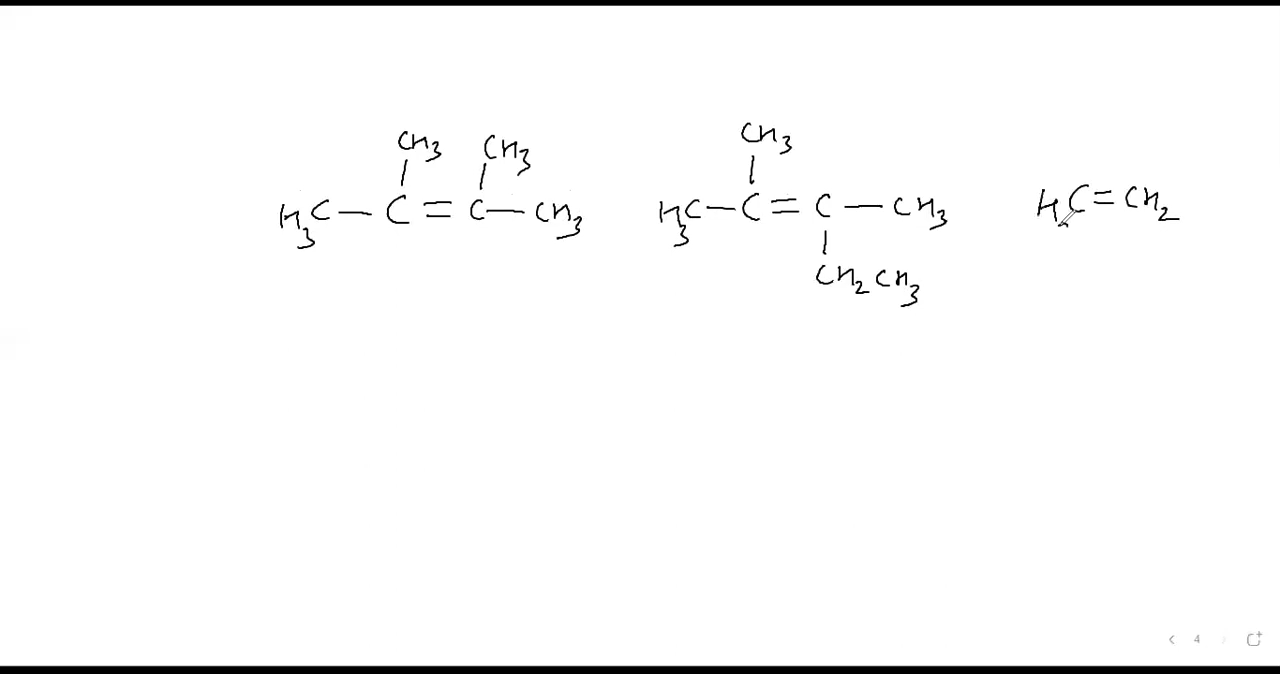 CH3 CH3 CH3
H3C — C = C — CH3 H3C — C = C — CH3 H2C = CH2
CH2CH3
< 4 >